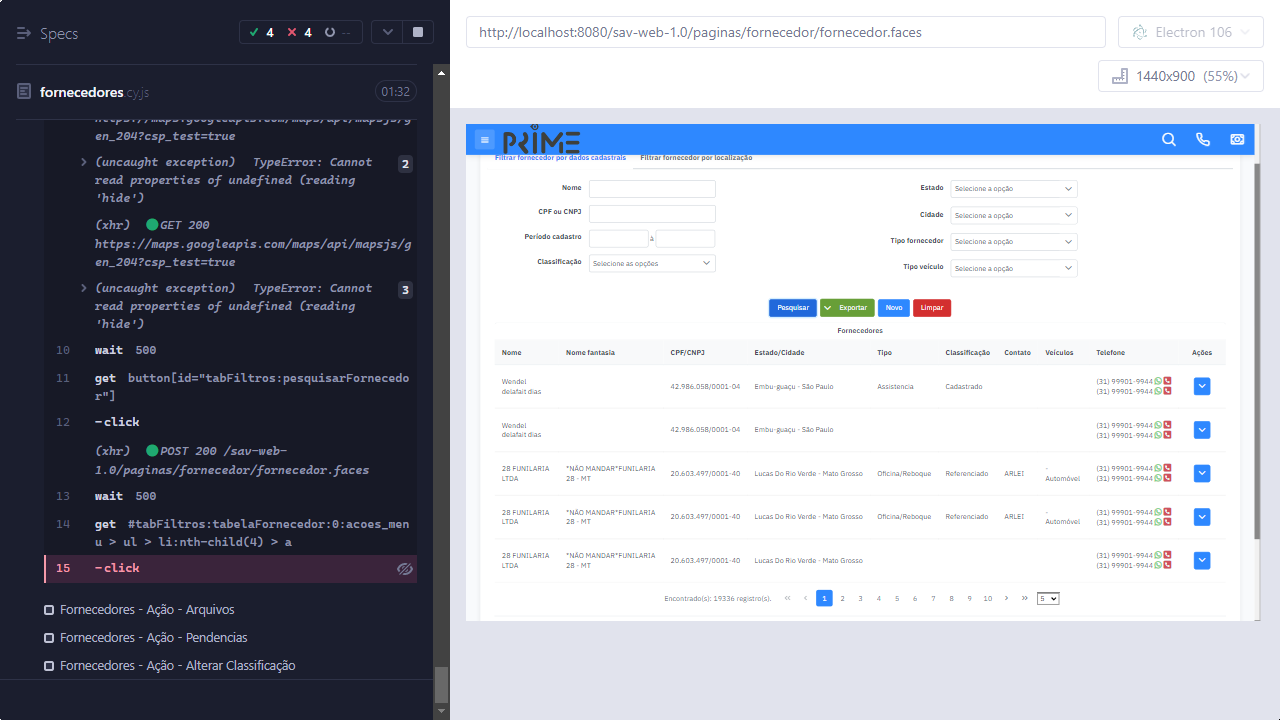 Specs
4 4 --
fornecedores cy.js
01:32
https://maps.googleapis.com/maps/api/mapsjs/g
en_204?csp_test=true
(uncaught exception) TypeError: Cannot
read properties of undefined (reading
'hide')
2
(xhr) GET 200
https://maps.googleapis.com/maps/api/mapsjs/g
en_204?csp_test=true
(uncaught exception) TypeError: Cannot
read properties of undefined (reading
'hide')
3
10 wait 500
11 get button[id="tabFiltros:pesquisarFornecedo
r"]
12 -click
(xhr) POST 200 /sav-web-
1.0/paginas/fornecedor/fornecedor.faces
13 wait 500
14 get #tabFiltros:tabelaFornecedor:0:acoes_men
u > ul > li:nth-child(4) > a
15 -click
Fornecedores - Ação - Arquivos
Fornecedores - Ação - Pendencias
Fornecedores - Ação - Alterar Classificação
http://localhost:8080/sav-web-1.0/paginas/fornecedor/fornecedor.faces
Electron 106
1440x900 (55%)
PRIME
Filtrar fornecedor por dados cadastrais Filtrar fornecedor por localização
Nome
Estado Selecione a opção
CPF ou CNPJ
Cidade Selecione a opção
Período cadastro à
Tipo fornecedor Selecione a opção
Classificação Selecione as opções
Tipo veículo Selecione a opção
Pesquisar Exportar Novo Limpar
Fornecedores
Nome Nome fantasia CPF/CNPJ Estado/Cidade Tipo Classificação Contato Veículos Telefone Ações
Wendel
delafait dias
42.986.058/0001-04 Embu-guaçu - São Paulo Assistencia Cadastrado
(31) 99901-9944
(31) 99901-9944
Wendel
delafait dias
42.986.058/0001-04 Embu-guaçu - São Paulo
(31) 99901-9944
(31) 99901-9944
28 FUNILARIA
LTDA
*NÃO MANDAR*FUNILARIA
28 - MT
20.603.497/0001-40 Lucas Do Rio Verde - Mato Grosso Oficina/Reboque Referenciado ARLEI
-
Automóvel
(31) 99901-9944
(31) 99901-9944
28 FUNILARIA
LTDA
*NÃO MANDAR*FUNILARIA
28 - MT
20.603.497/0001-40 Lucas Do Rio Verde - Mato Grosso Oficina/Reboque Referenciado ARLEI
-
Automóvel
(31) 99901-9944
(31) 99901-9944
28 FUNILARIA
LTDA
*NÃO MANDAR*FUNILARIA
28 - MT
20.603.497/0001-40 Lucas Do Rio Verde - Mato Grosso
(31) 99901-9944
(31) 99901-9944
Encontrado(s): 19336 registro(s). 1 2 3 4 5 6 7 8 9 10 5